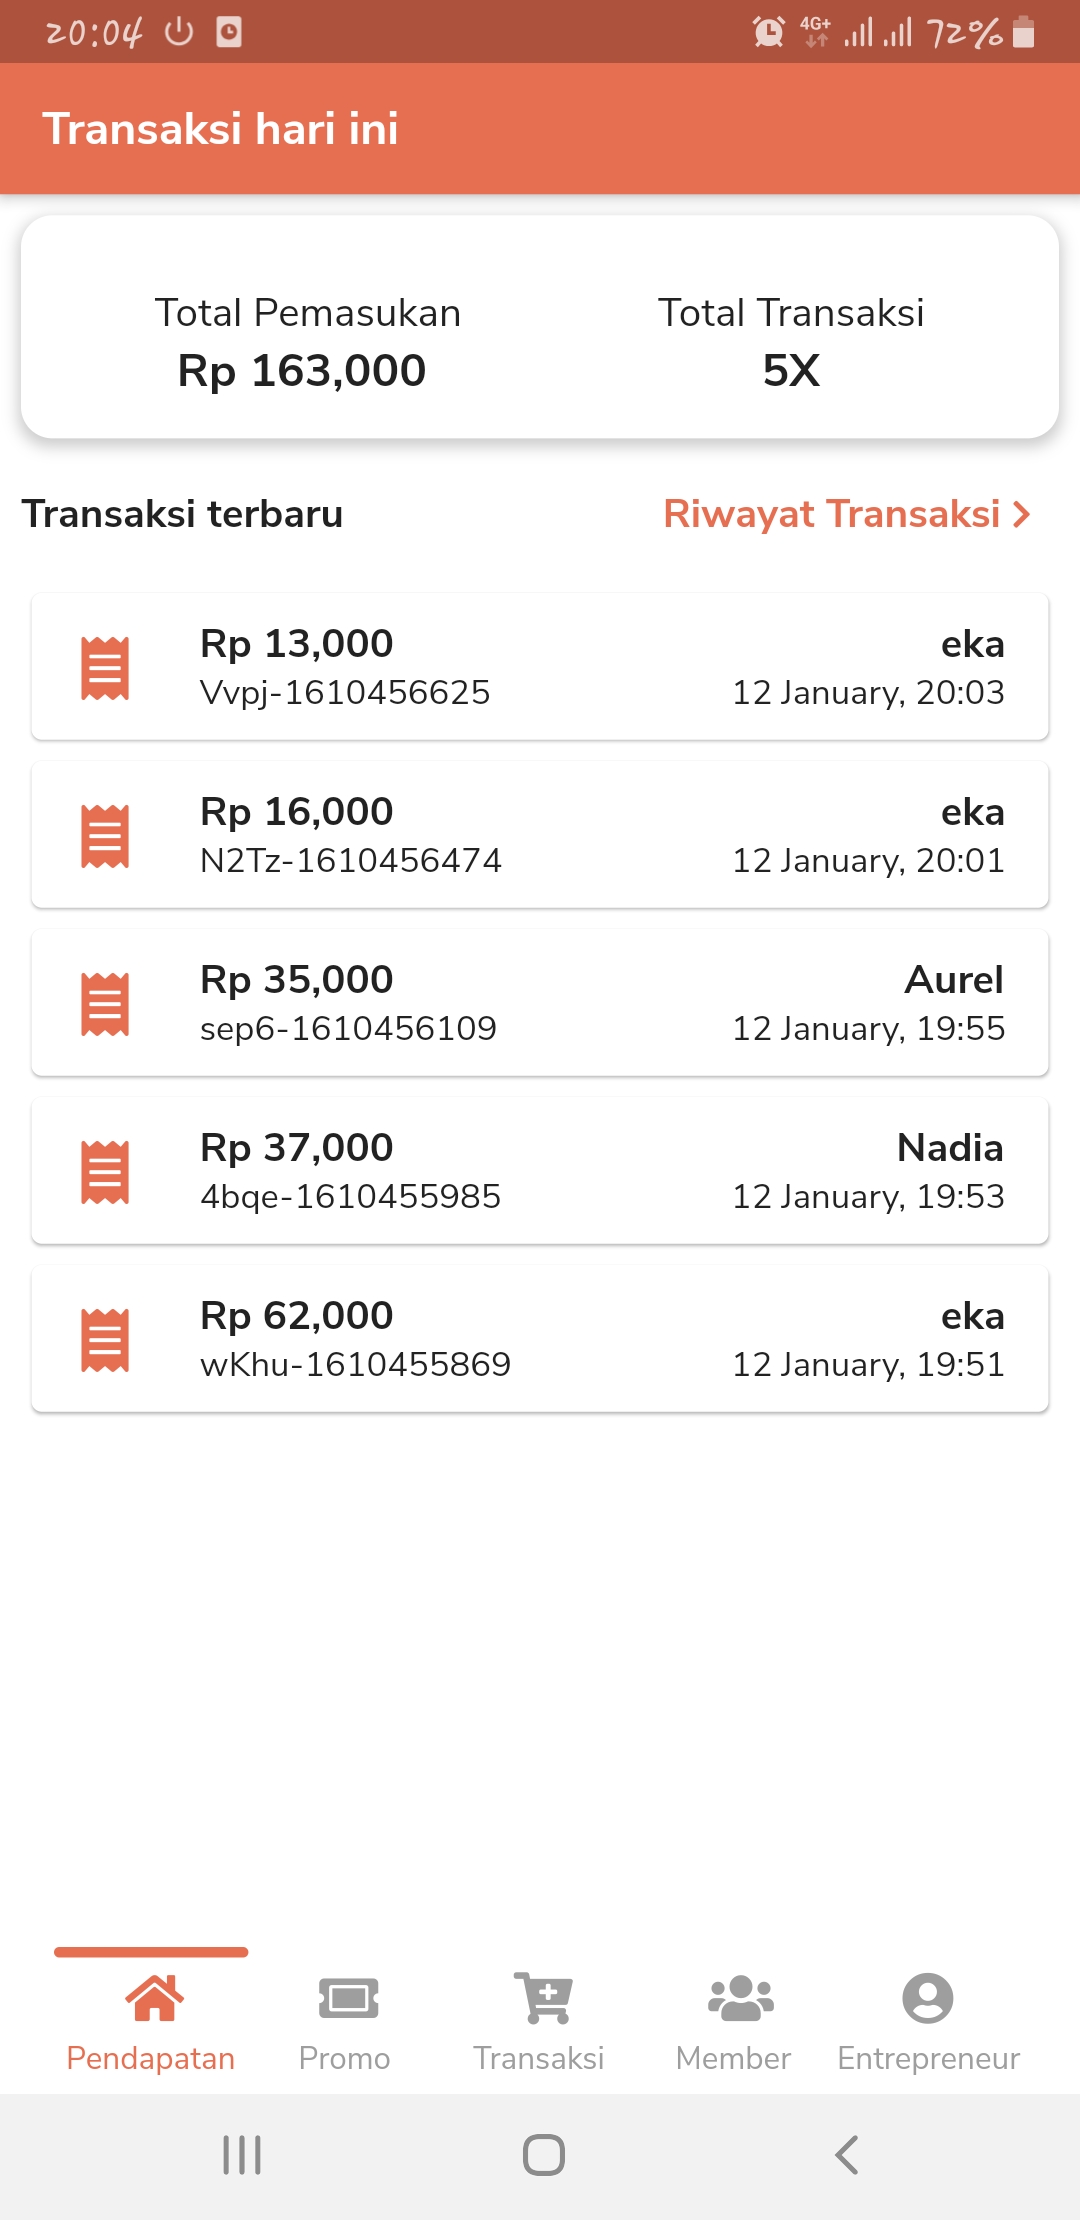 20:04 4G+ 72%
Transaksi hari ini
Total Pemasukan Total Transaksi
Rp 163,000 5X
Transaksi terbaru Riwayat Transaksi
Rp 13,000 eka
Vvpj-1610456625 12 January, 20:03
Rp 16,000 eka
N2Tz-1610456474 12 January, 20:01
Rp 35,000 Aurel
sep6-1610456109 12 January, 19:55
Rp 37,000 Nadia
4bqe-1610455985 12 January, 19:53
Rp 62,000 eka
wKhu-1610455869 12 January, 19:51
Pendapatan Promo Transaksi Member Entrepreneur